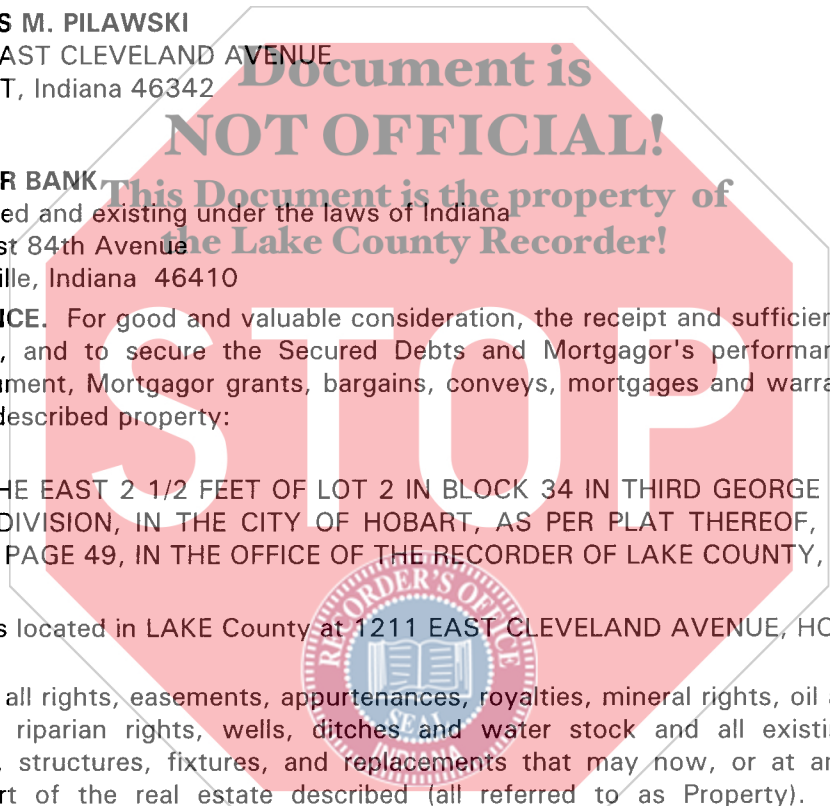 S M. PILAWSKI
AST CLEVELAND AVENUE
T, Indiana 46342
Document is
NOT OFFICIAL!
This Document is the property of
the Lake County Recorder!
R BANK
ed and existing under the laws of Indiana
st 84th Avenue
ille, Indiana 46410
CE. For good and valuable consideration, the receipt and sufficien
, and to secure the Secured Debts and Mortgagor's performa
ment, Mortgagor grants, bargains, conveys, mortgages and warra
described property:
STOP
HE EAST 2 1/2 FEET OF LOT 2 IN BLOCK 34 IN THIRD GEORGE
DIVISION, IN THE CITY OF HOBART, AS PER PLAT THEREOF,
PAGE 49, IN THE OFFICE OF THE RECORDER OF LAKE COUNTY,
s located in LAKE County at 1211 EAST CLEVELAND AVENUE, HO
all rights, easements, appurtenances, royalties, mineral rights, oil
riparian rights, wells, ditches and water stock and all existi
, structures, fixtures, and replacements that may now, or at an
rt of the real estate described (all referred to as Property).
RECORDER'S OFFICE
SEAL
INDIANA